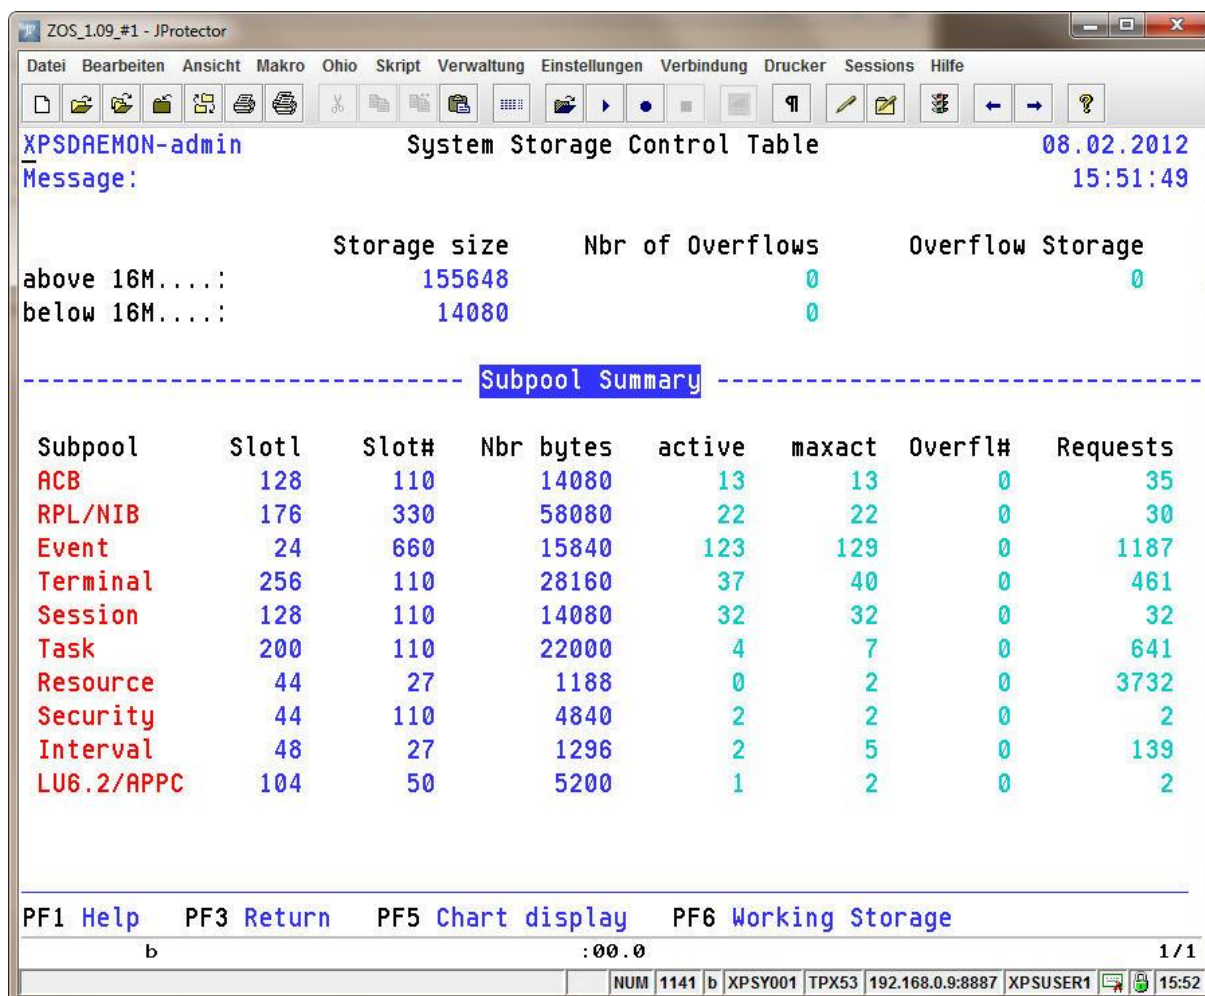 ZOS_1.09_#1 - JProtector
Datei Bearbeiten Ansicht Makro Ohio Skript Verwaltung Einstellungen Verbindung Drucker Sessions Hilfe
XPSDAEMON-admin System Storage Control Table 08.02.2012
Message: 15:51:49
Storage size Nbr of Overflows Overflow Storage
above 16M....: 155648 0 0
below 16M....: 14080 0
------------------------------ Subpool Summary ---------------------------------
Subpool Slotl Slot# Nbr bytes active maxact Overfl# Requests
ACB 128 110 14080 13 13 0 35
RPL/NIB 176 330 58080 22 22 0 30
Event 24 660 15840 123 129 0 1187
Terminal 256 110 28160 37 40 0 461
Session 128 110 14080 32 32 0 32
Task 200 110 22000 4 7 0 641
Resource 44 27 1188 0 2 0 3732
Security 44 110 4840 2 2 0 2
Interval 48 27 1296 2 5 0 139
LU6.2/APPC 104 50 5200 1 2 0 2
PF1 Help PF3 Return PF5 Chart display PF6 Working Storage
b :00.0 1/1
NUM 1141 b XPSY001 TPX53 192.168.0.9:8887 XPSUSER1 15:52